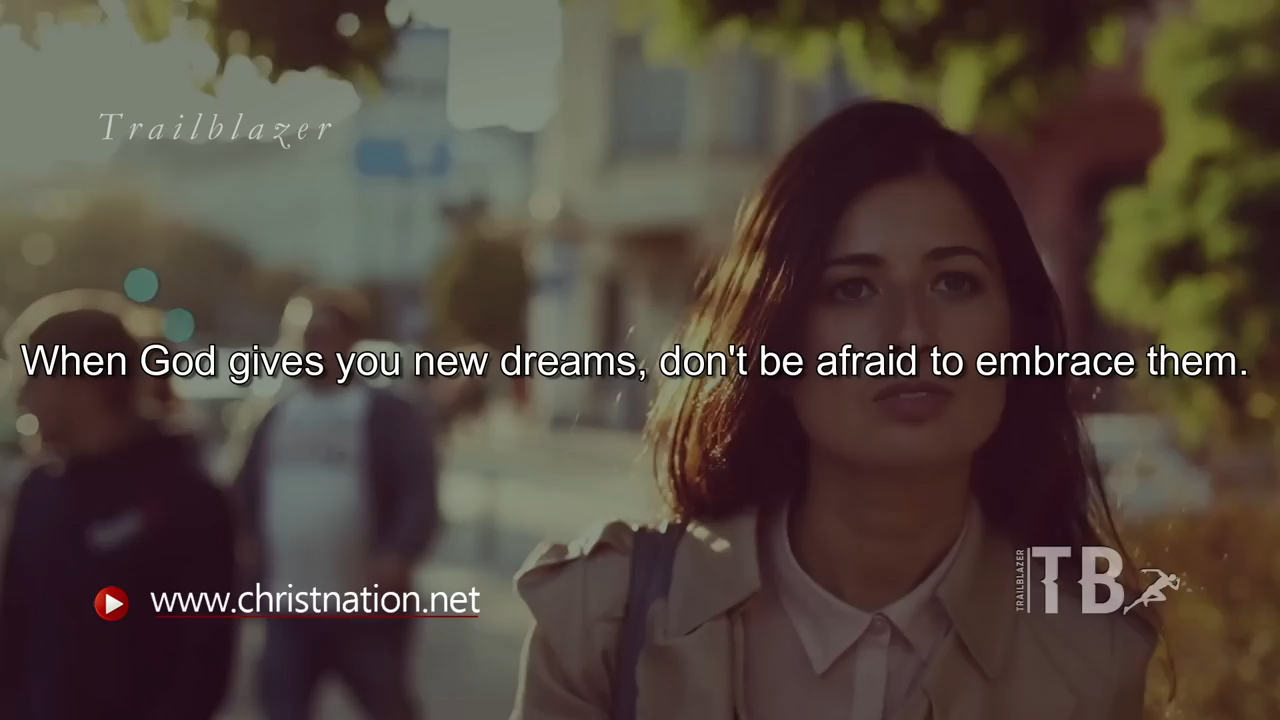 Trailblazer
When God gives you new dreams, don't be afraid to embrace them.
www.christnation.net
TRAILBLAZER
TB